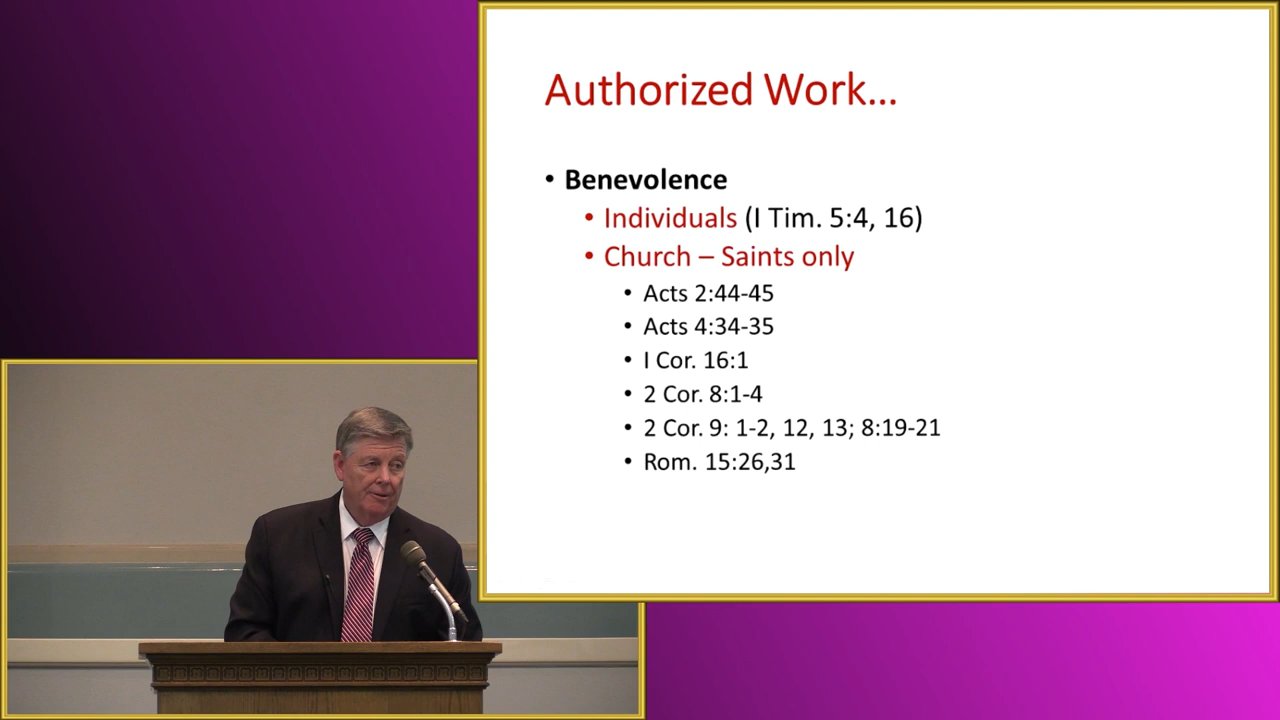 Authorized Work...
• Benevolence
• Individuals (I Tim. 5:4, 16)
• Church – Saints only
• Acts 2:44-45
• Acts 4:34-35
• I Cor. 16:1
• 2 Cor. 8:1-4
• 2 Cor. 9: 1-2, 12, 13; 8:19-21
• Rom. 15:26,31